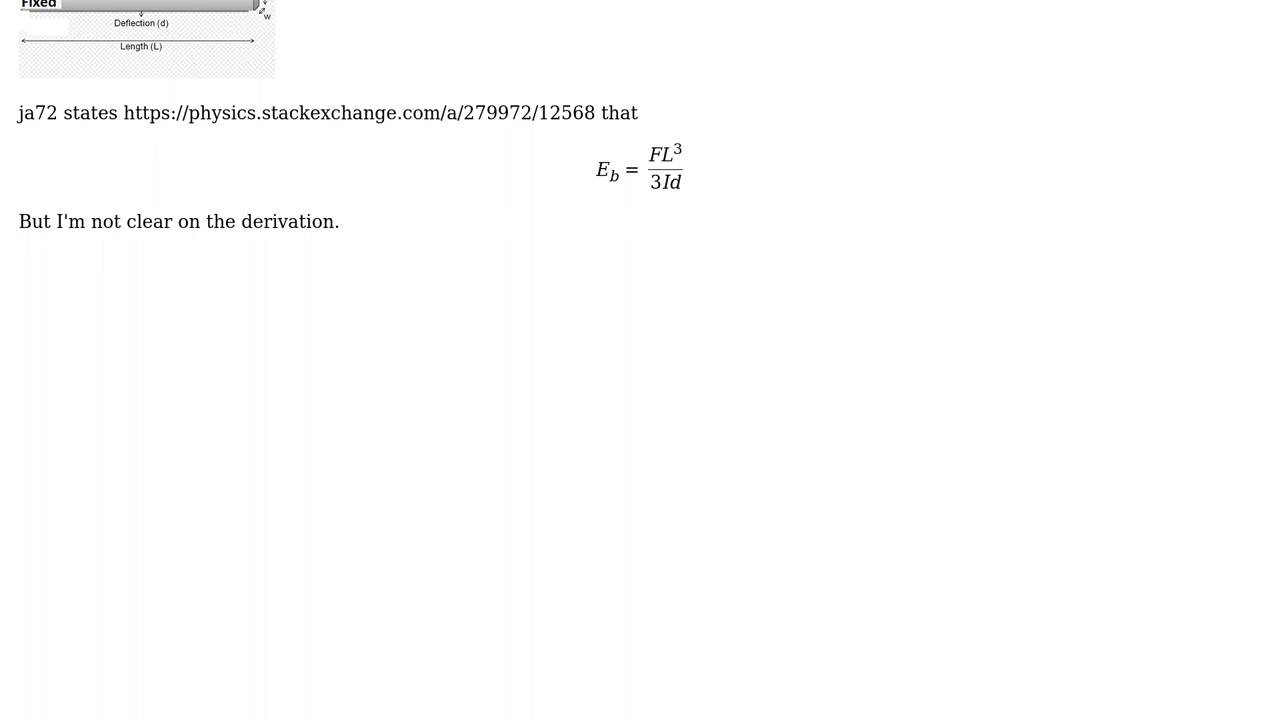 Fixed
w
Deflection (d)
Length (L)
ja72 states https://physics.stackexchange.com/a/279972/12568 that
E_b = FL^3 / 3Id
But I'm not clear on the derivation.